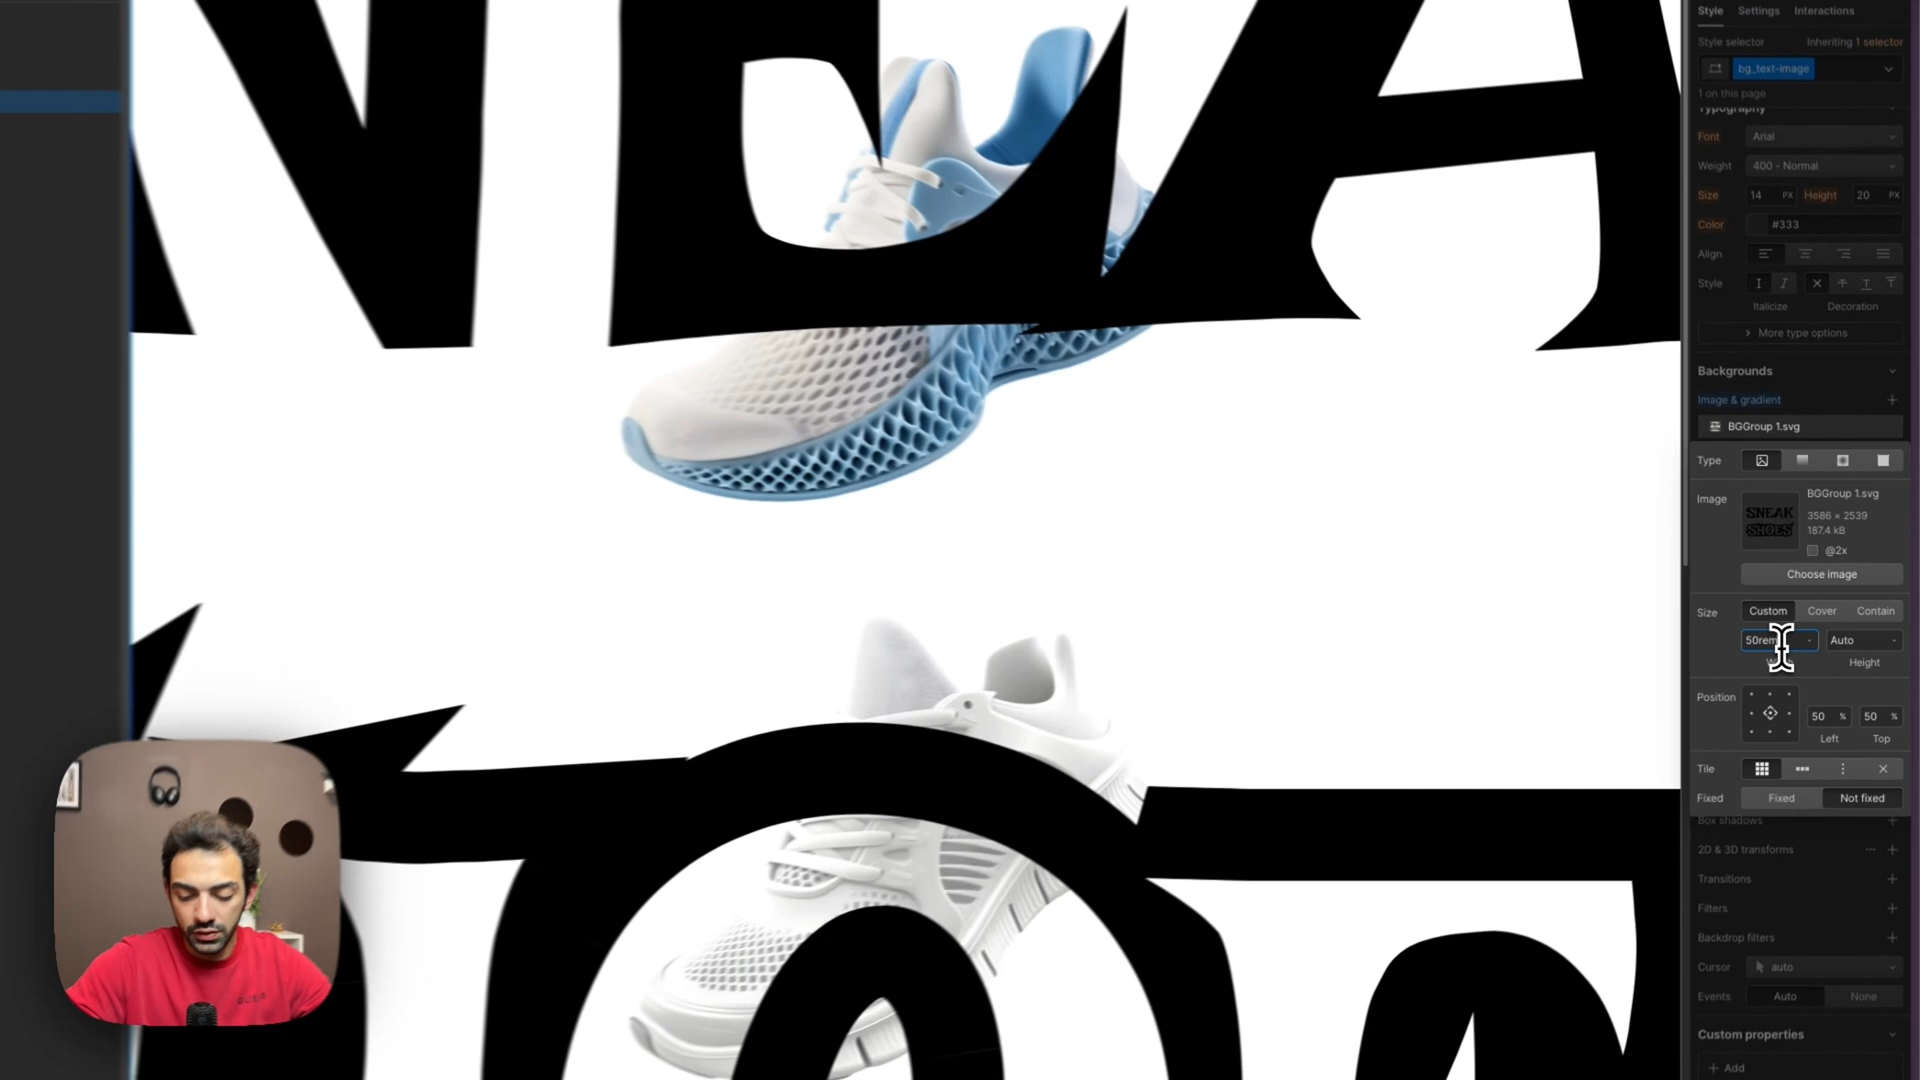 NEA
Style Settings Interactions
Style selector Inheriting 1 selector
bg_text-image
1 on this page
Typography
Font Arial
Weight 400 - Normal
Size 14 PX Height 20 PX
Color #333
Align
Style
Italicize Decoration
More type options
Backgrounds
Image & gradient
BGGroup 1.svg
Type
Image BGGroup 1.svg
SNEAK
SHOES
3586 × 2539
187.4 kB
@2x
Choose image
Size Custom Cover Contain
50rem Auto
Height
Position 50 % 50 %
Left Top
Tile
Fixed Fixed Not fixed
Box shadows
2D & 3D transforms
Transitions
Filters
Backdrop filters
Cursor auto
Events Auto None
Custom properties
Add